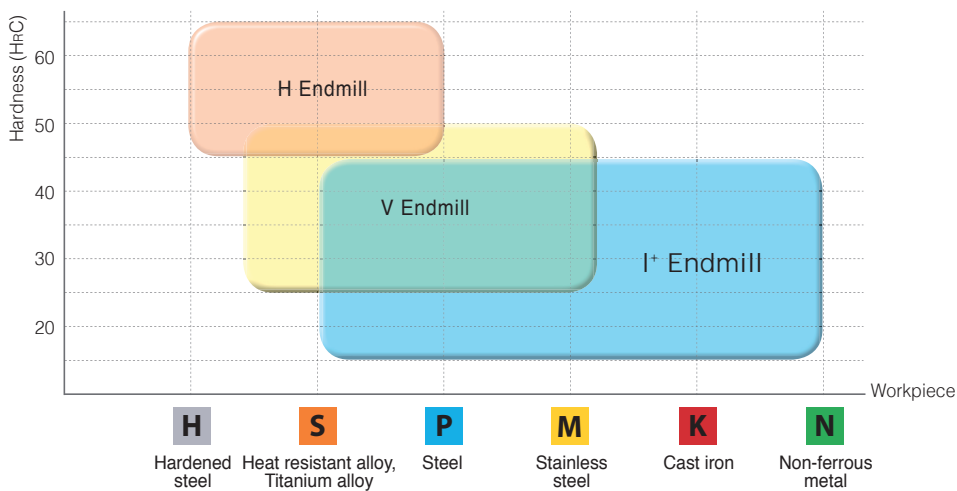 Hardness (HRC)
60
50
40
30
20
H Endmill
V Endmill
I⁺ Endmill
Workpiece
H
S
P
M
K
N
Hardened
steel
Heat resistant alloy,
Titanium alloy
Steel
Stainless
steel
Cast iron
Non-ferrous
metal